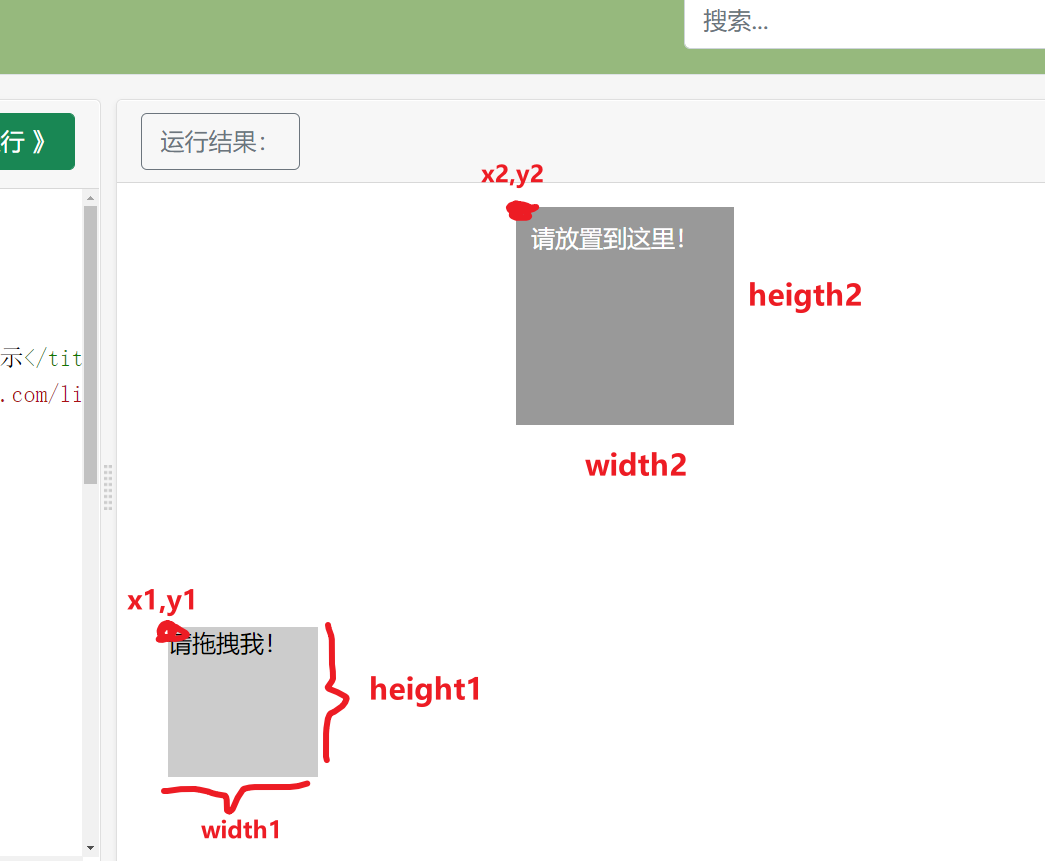 搜索...
行 》
运行结果：
x2,y2
请放置到这里！
heigth2
示</tit
.com/li
width2
x1,y1
请拖拽我！
height1
width1